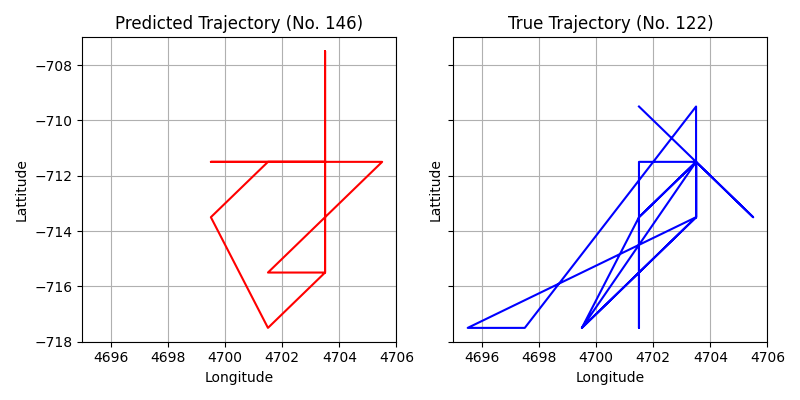 Predicted Trajectory (No. 146)
True Trajectory (No. 122)
−708
−710
−712
−714
−716
−718
Lattitude
Lattitude
4696 4698 4700 4702 4704 4706
4696 4698 4700 4702 4704 4706
Longitude
Longitude